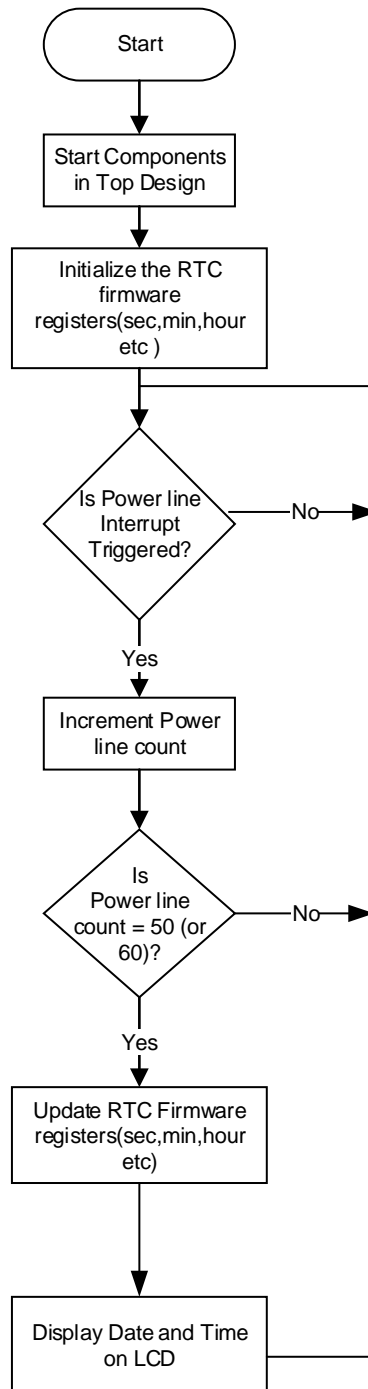 Start
Start Components
in Top Design
Initialize the RTC
firmware
registers(sec,min,hour
etc )
Is Power line
Interrupt
Triggered?
No
Yes
Increment Power
line count
Is
Power line
count = 50 (or
60)?
No
Yes
Update RTC Firmware
registers(sec,min,hour
etc)
Display Date and Time
on LCD